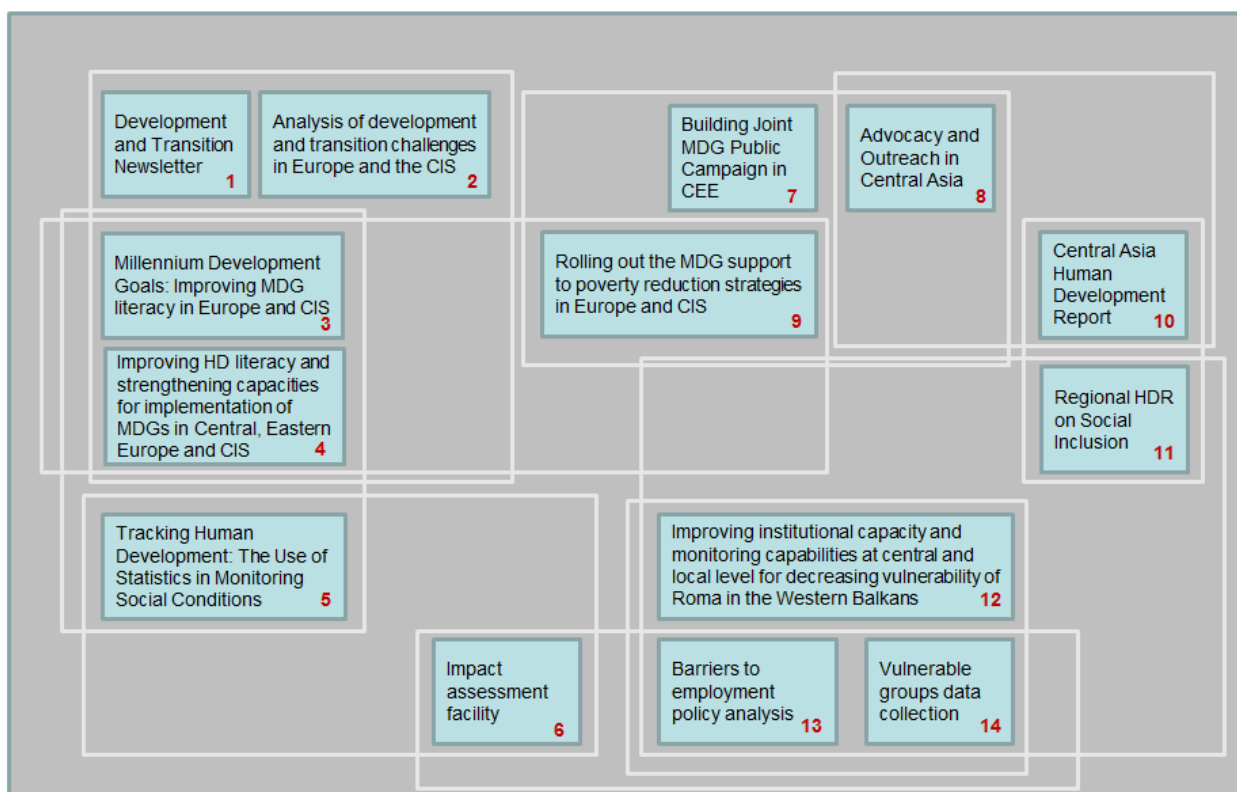 Development
and Transition
Newsletter
1
Analysis of development
and transition challenges
in Europe and the CIS
2
Building Joint
MDG Public
Campaign in
CEE
7
Advocacy and
Outreach in
Central Asia
8
Millennium Development
Goals: Improving MDG
literacy in Europe and CIS
3
Rolling out the MDG support
to poverty reduction strategies
in Europe and CIS
9
Central Asia
Human
Development
Report
10
Improving HD literacy and
strengthening capacities
for implementation of
MDGs in Central, Eastern
Europe and CIS
4
Regional HDR
on Social
Inclusion
11
Tracking Human
Development: The Use of
Statistics in Monitoring
Social Conditions
5
Improving institutional capacity and
monitoring capabilities at central and
local level for decreasing vulnerability of
Roma in the Western Balkans
12
Impact
assessment
facility
6
Barriers to
employment
policy analysis
13
Vulnerable
groups data
collection
14